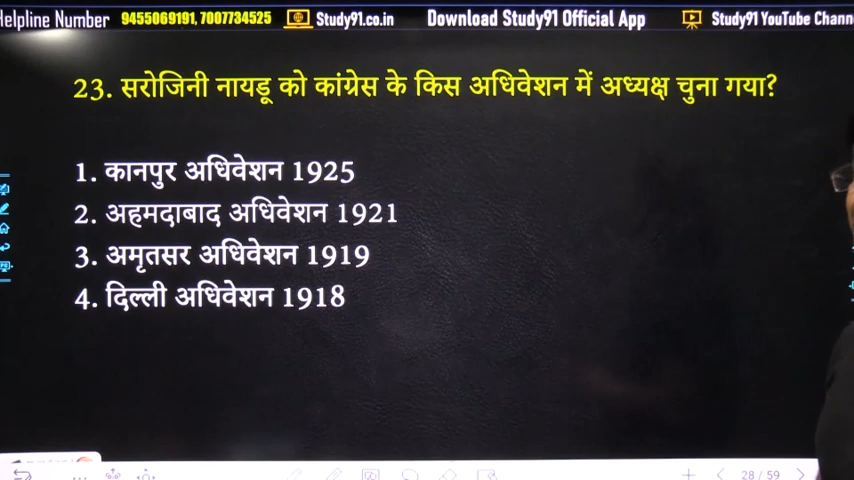 Helpline Number 9455069191, 7007734525 Study91.co.in Download Study91 Official App Study91 YouTube Chann
23. सरोजिनी नायडू को कांग्रेस के किस अधिवेशन में अध्यक्ष चुना गया?
1. कानपुर अधिवेशन 1925
2. अहमदाबाद अधिवेशन 1921
3. अमृतसर अधिवेशन 1919
4. दिल्ली अधिवेशन 1918
28 / 59